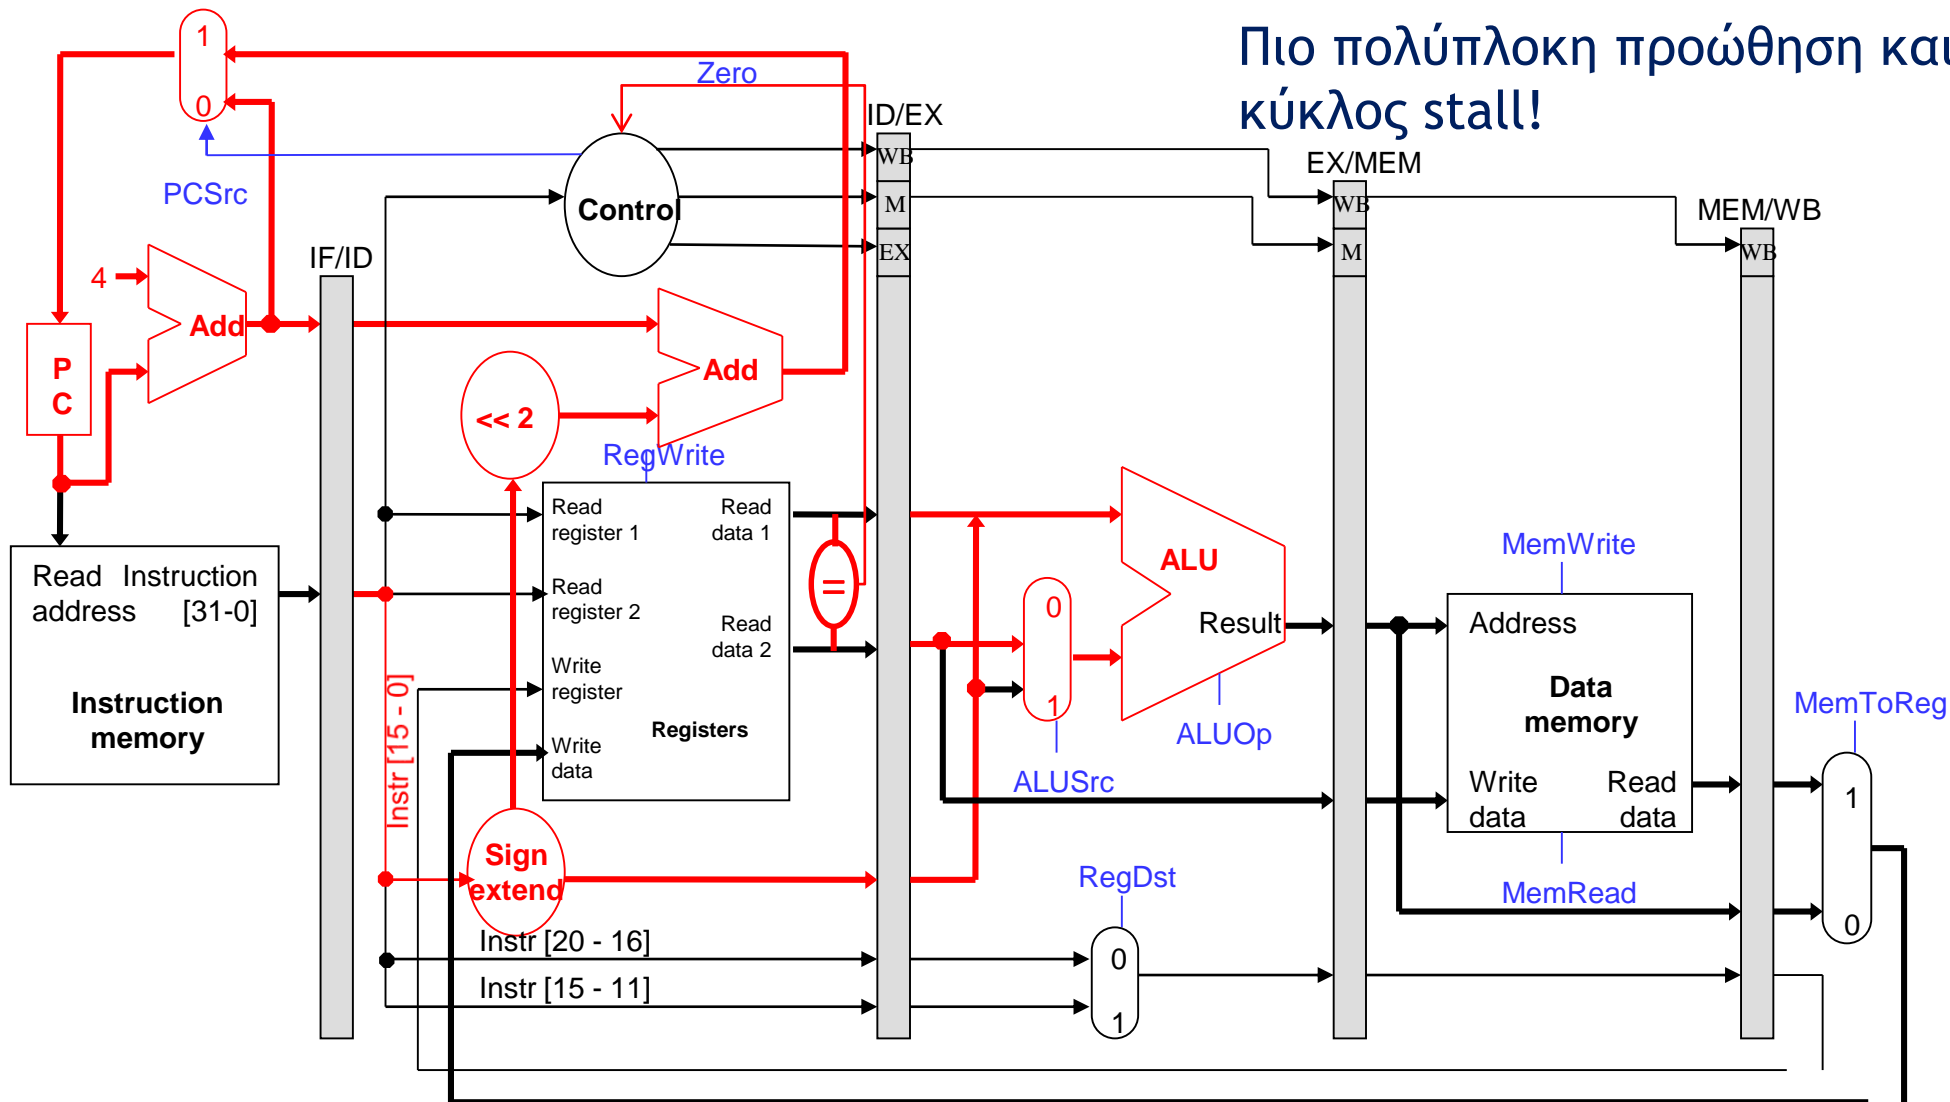 Πιο πολύπλοκη προώθηση και
κύκλος stall!
1
0
Zero
PCSrc
ID/EX
WB
M
EX
EX/MEM
WB
M
MEM/WB
WB
Control
IF/ID
4
Add
P
C
Add
<< 2
RegWrite
Read
register 1
Read
data 1
Read
register 2
Read
data 2
Write
register
Registers
Write
data
=
Read Instruction
address [31-0]
Instruction
memory
Instr [15 - 0]
Sign
extend
Instr [20 - 16]
Instr [15 - 11]
0
1
ALU
Result
ALUOp
ALUSrc
RegDst
0
1
MemWrite
Address
Data
memory
Write
data
Read
data
MemRead
MemToReg
1
0